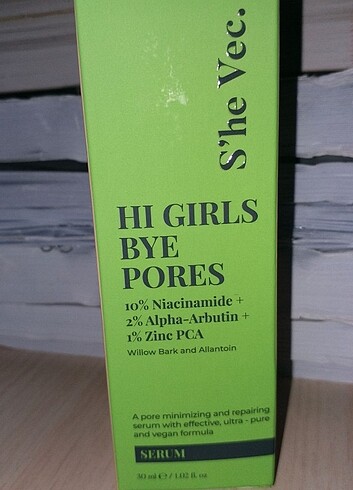 S'he Vec.
HI GIRLS
BYE
PORES
10% Niacinamide +
2% Alpha-Arbutin +
1% Zinc PCA
Willow Bark and Allantoin
A pore minimizing and repairing
serum with effective, ultra - pure
and vegan formula
SERUM
30 ml ℮ / 1.02 fl. oz